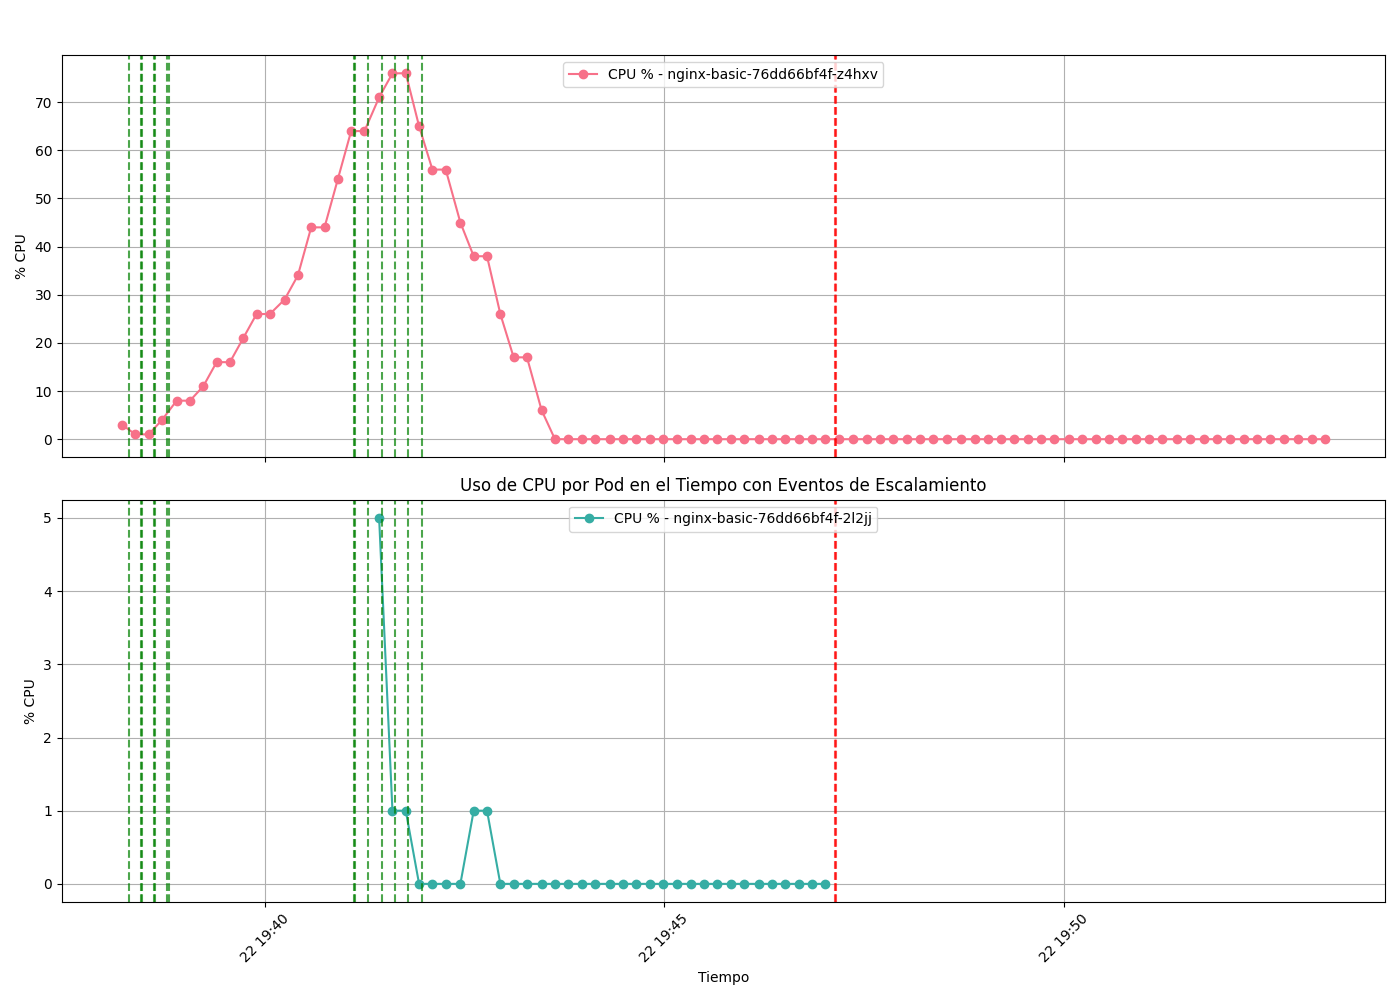 CPU % - nginx-basic-76dd66bf4f-z4hxv
70
60
50
40
30
20
10
0
% CPU
Uso de CPU por Pod en el Tiempo con Eventos de Escalamiento
CPU % - nginx-basic-76dd66bf4f-2l2jj
5
4
3
2
1
0
% CPU
22 19:40
22 19:45
22 19:50
Tiempo